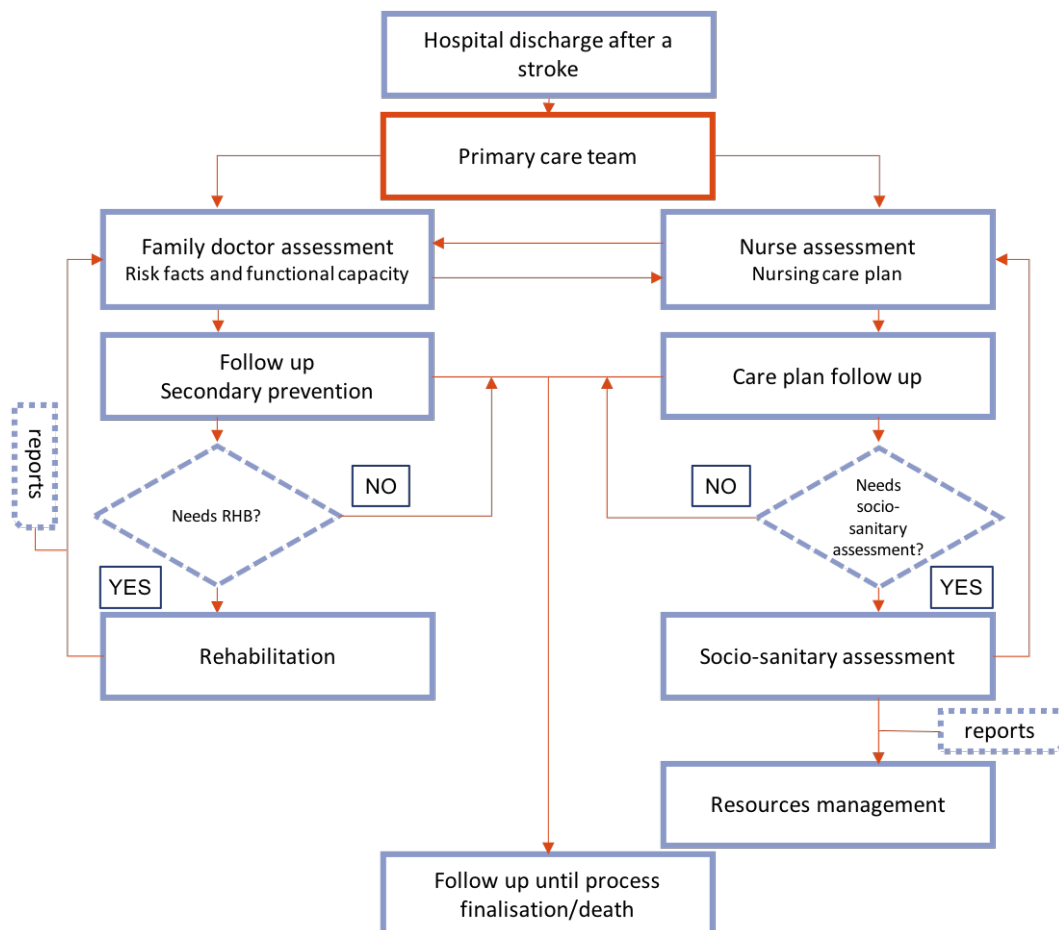 Hospital discharge after a
stroke
Primary care team
Family doctor assessment
Risk facts and functional capacity
Nurse assessment
Nursing care plan
Follow up
Secondary prevention
Care plan follow up
reports
Needs RHB?
NO
NO
Needs
socio-
sanitary
assessment?
YES
YES
Rehabilitation
Socio-sanitary assessment
reports
Resources management
Follow up until process
finalisation/death